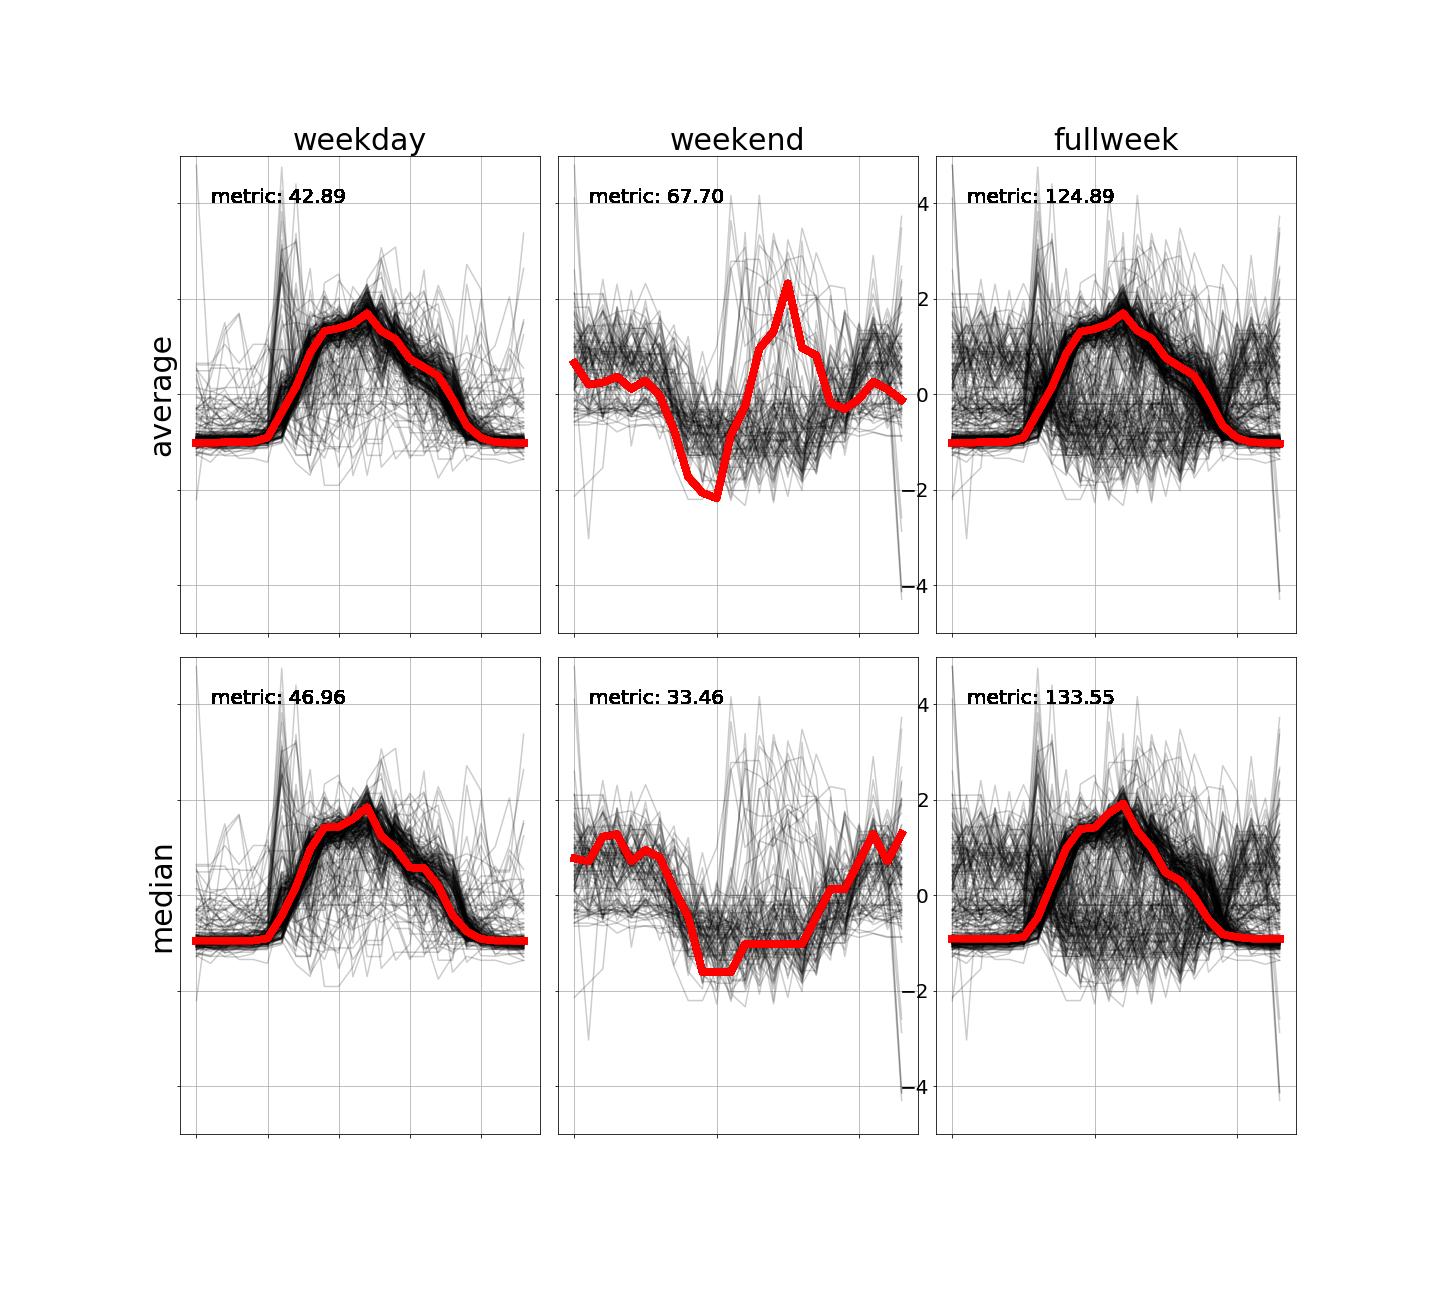 weekday weekend fullweek
average
metric: 42.89
metric: 67.70
metric: 124.89
4
2
0
−2
−4
median
metric: 46.96
metric: 33.46
metric: 133.55
4
2
0
−2
−4